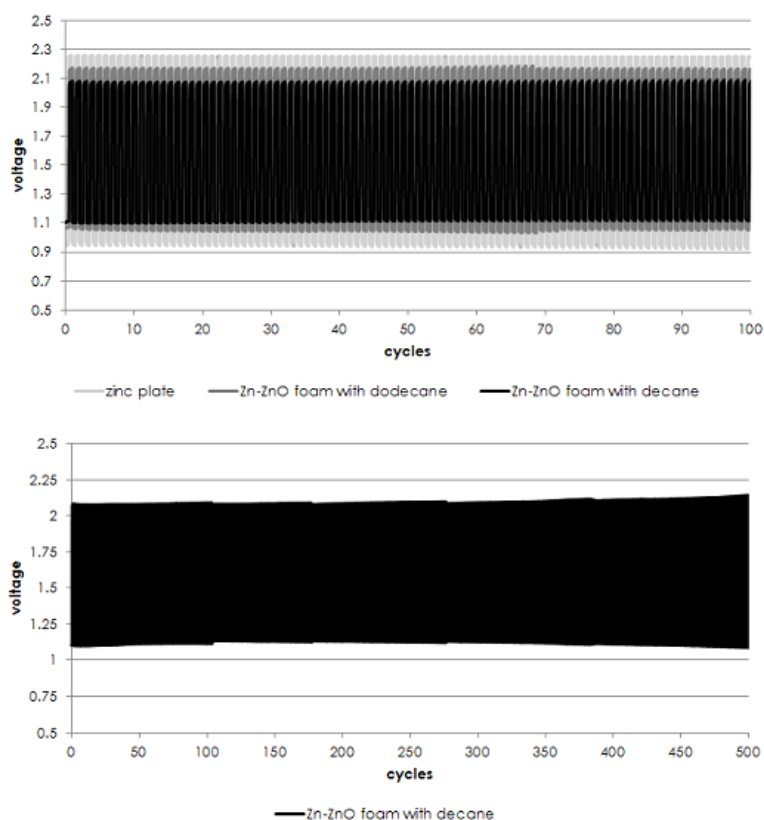 2.5
2.3
2.1
1.9
1.7
1.5
1.3
1.1
0.9
0.7
0.5
voltage
0 10 20 30 40 50 60 70 80 90 100
cycles
zinc plate Zn-ZnO foam with dodecane Zn-ZnO foam with decane
2.5
2.25
2
1.75
1.5
1.25
1
0.75
0.5
voltage
0 50 100 150 200 250 300 350 400 450 500
cycles
Zn-ZnO foam with decane